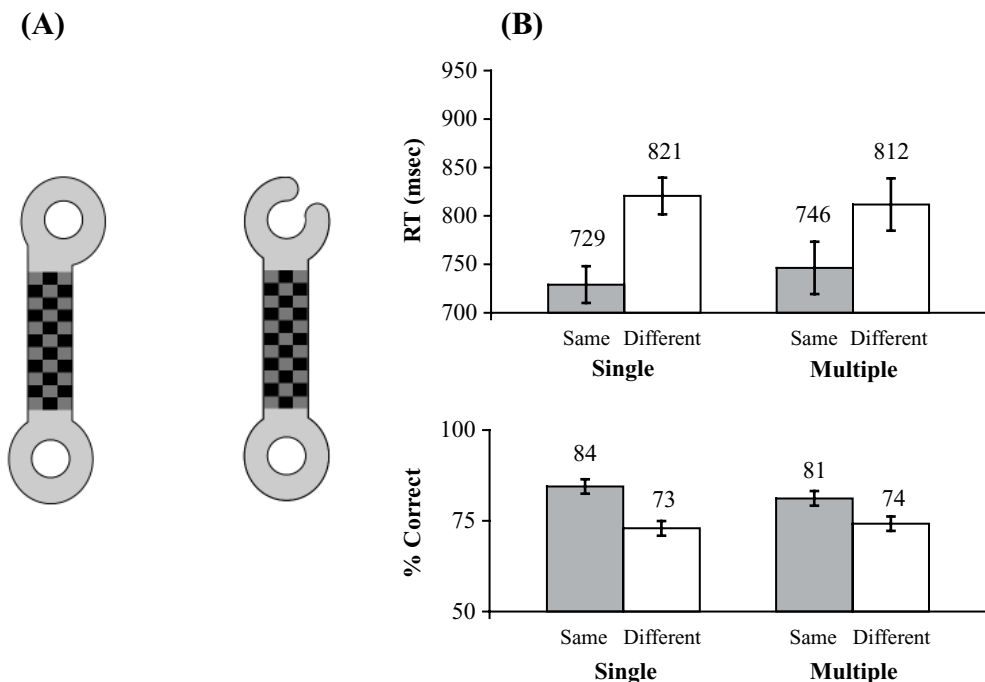 (A)
(B)
RT (msec)
950
900
850
800
750
700
729
821
746
812
Same Different Same Different
Single Multiple
% Correct
100
75
50
84
73
81
74
Same Different Same Different
Single Multiple